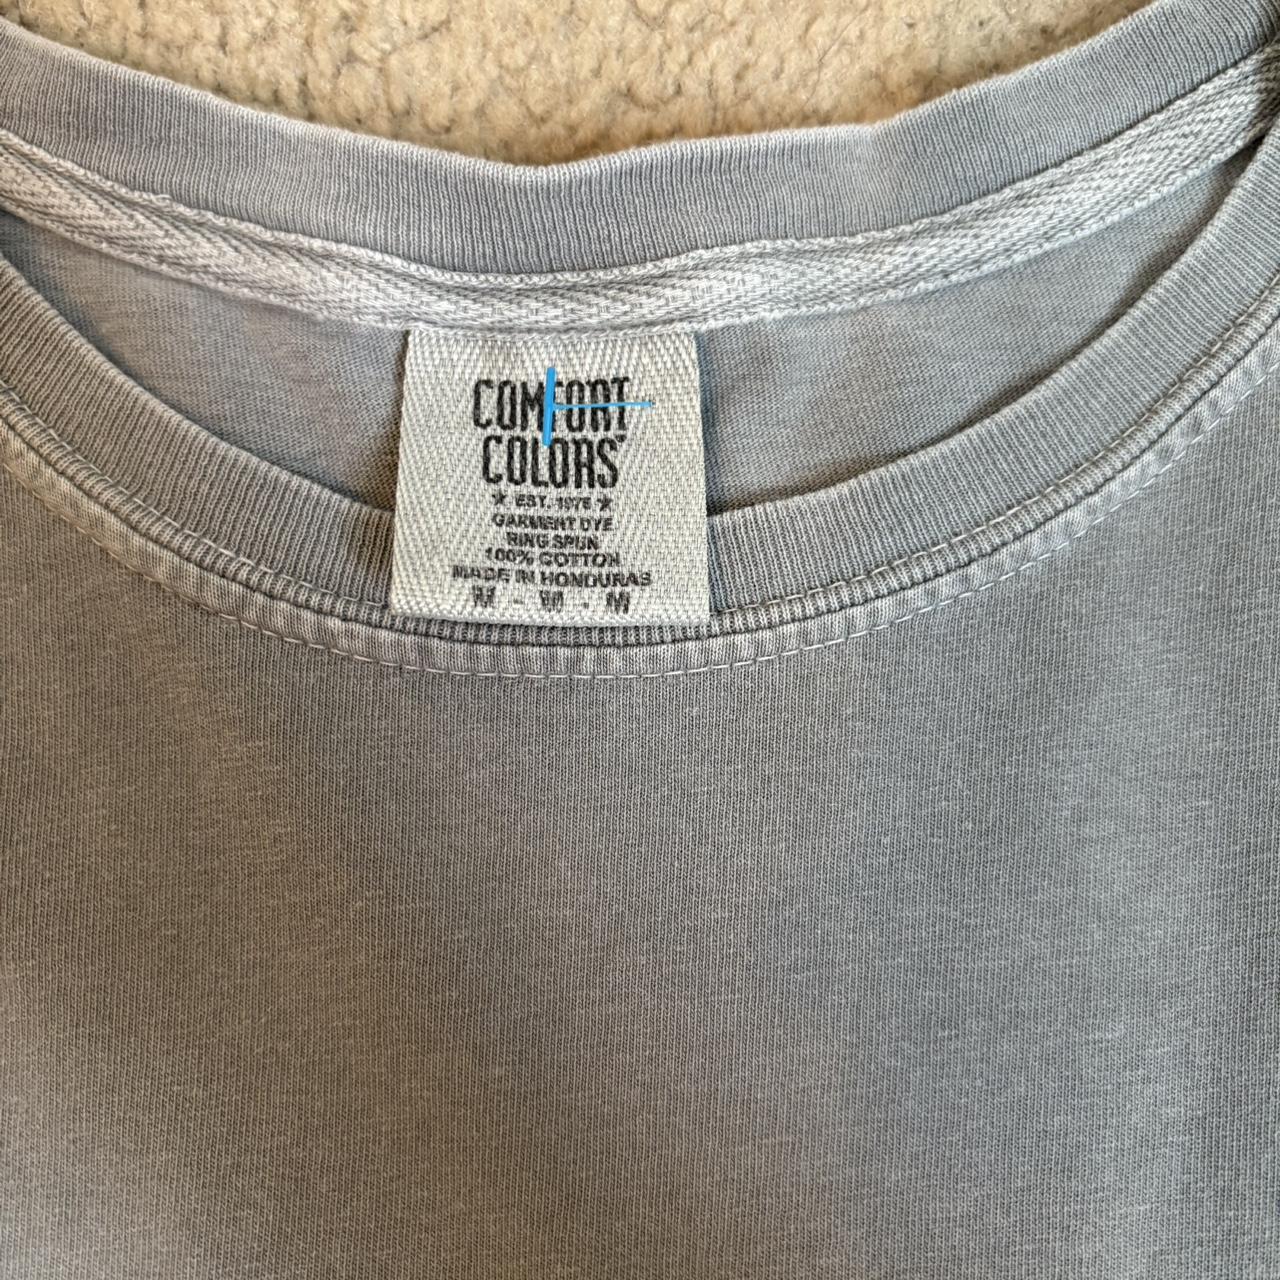 COMFORT
COLORS
EST. 1975
GARMENT DYE
RING SPUN
100% COTTON
MADE IN HONDURAS
M - M - M